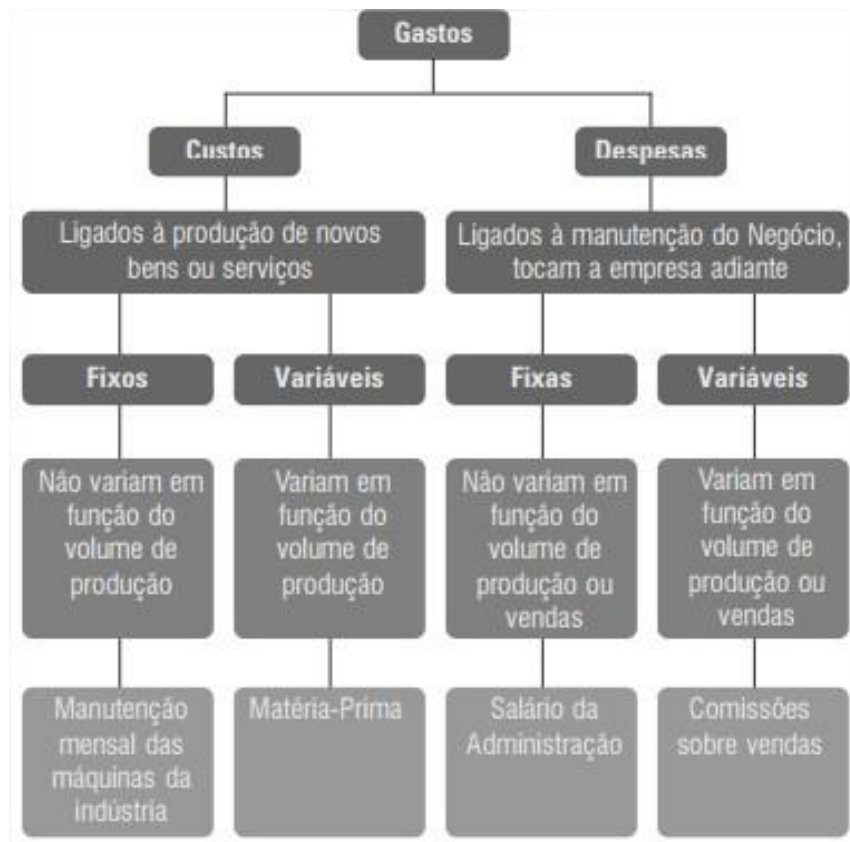 Gastos
Custos
Despesas
Ligados à produção de novos
bens ou serviços
Ligados à manutenção do Negócio,
tocam a empresa adiante
Fixos
Variáveis
Fixas
Variáveis
Não variam em
função do
volume de
produção
Variam em
função do
volume de
produção
Não variam em
função do
volume de
produção ou
vendas
Variam em
função do
volume de
produção ou
vendas
Manutenção
mensal das
máquinas da
indústria
Matéria-Prima
Salário da
Administração
Comissões
sobre vendas